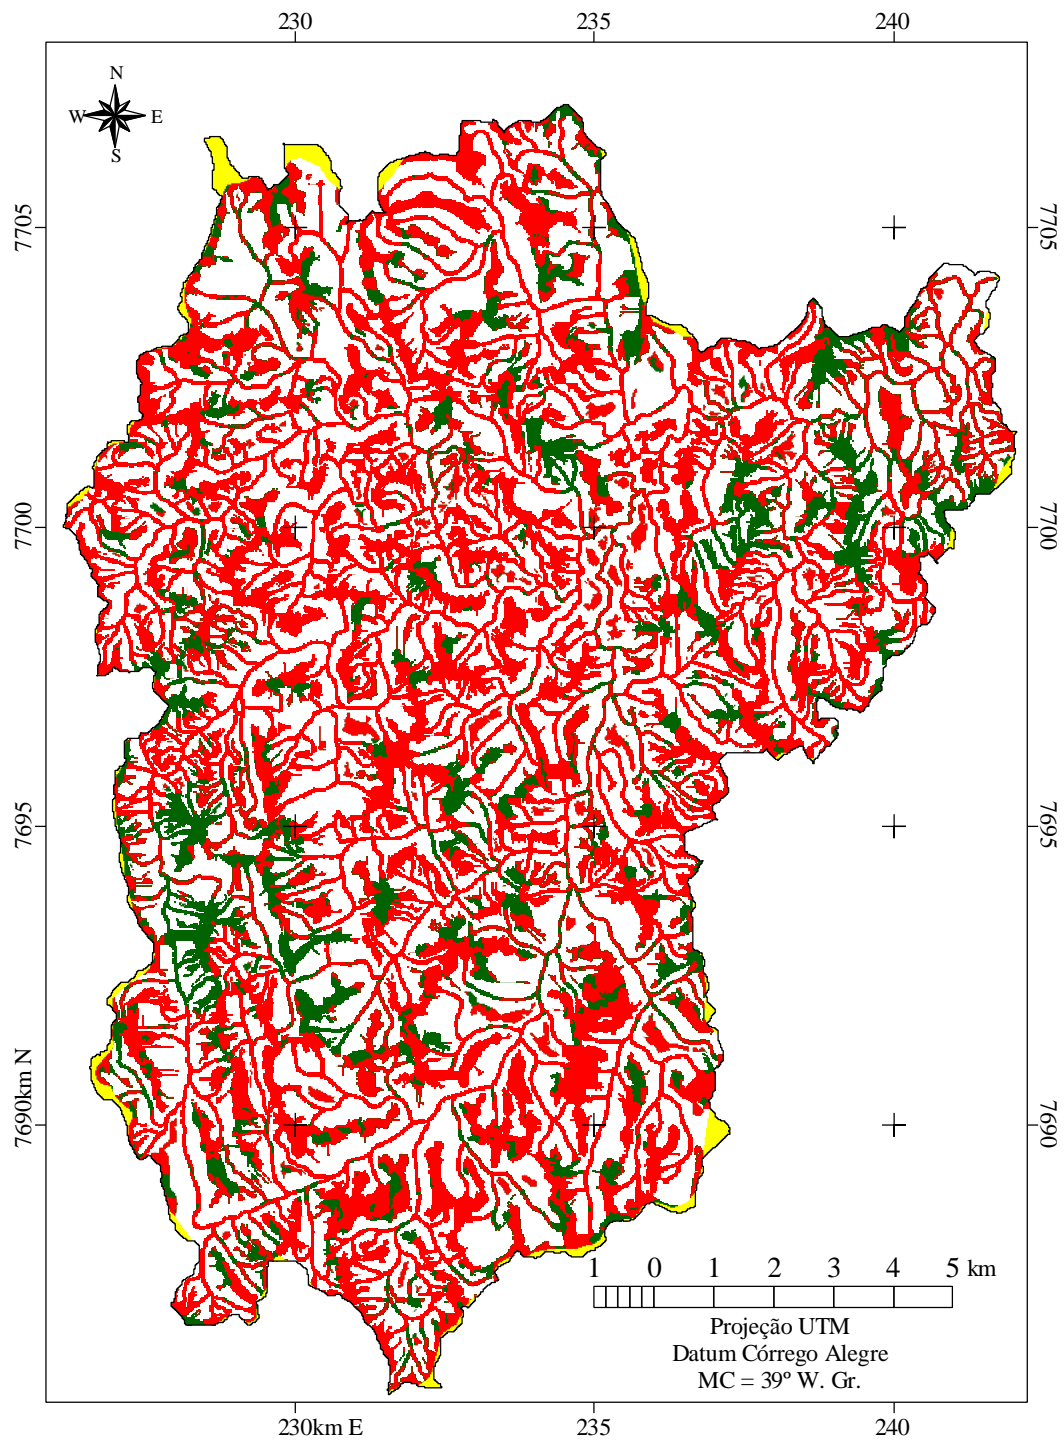 230 235 240
N
W E
S
7705 7705
7700 7700
7695 7695
7690km N 7690
1 0 1 2 3 4 5 km
Projeção UTM
Datum Córrego Alegre
MC = 39º W. Gr.
230km E 235 240